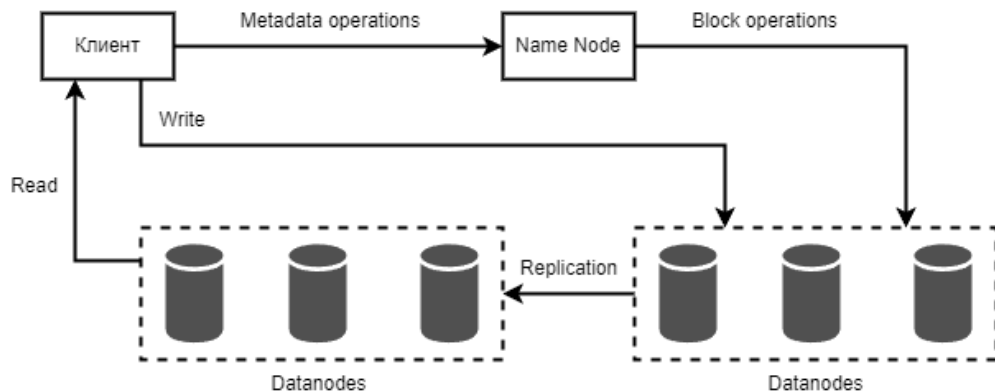 Metadata operations
Block operations
Клиент
Name Node
Write
Read
Replication
Datanodes
Datanodes